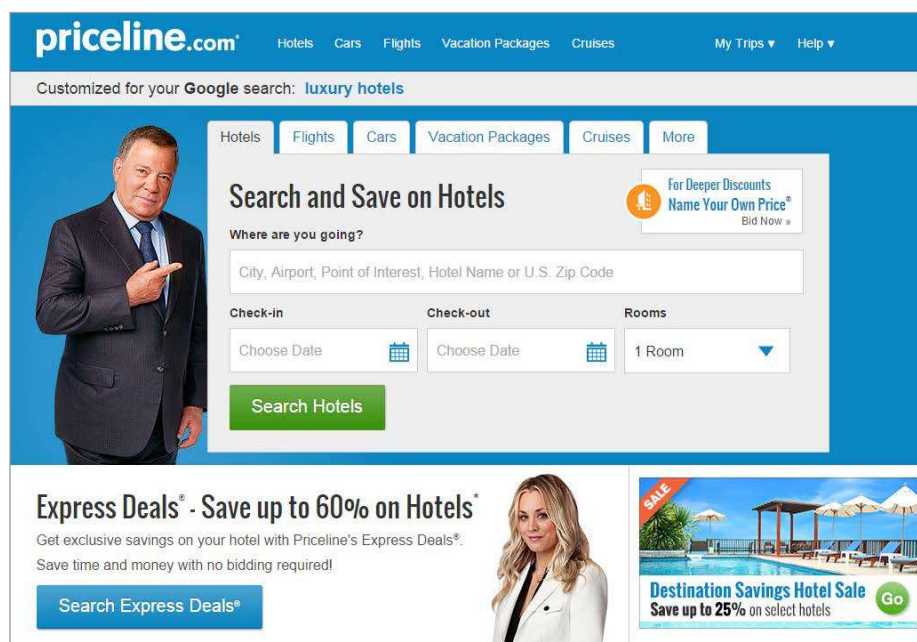 priceline.com®
Hotels Cars Flights Vacation Packages Cruises My Trips ▾ Help ▾
Customized for your Google search: luxury hotels
Hotels Flights Cars Vacation Packages Cruises More
Search and Save on Hotels
For Deeper Discounts
Name Your Own Price®
Bid Now »
Where are you going?
City, Airport, Point of Interest, Hotel Name or U.S. Zip Code
Check-in Check-out Rooms
Choose Date Choose Date 1 Room
Search Hotels
Express Deals® - Save up to 60% on Hotels*
Get exclusive savings on your hotel with Priceline's Express Deals®.
Save time and money with no bidding required!
Search Express Deals®
SALE
Destination Savings Hotel Sale
Save up to 25% on select hotels
Go